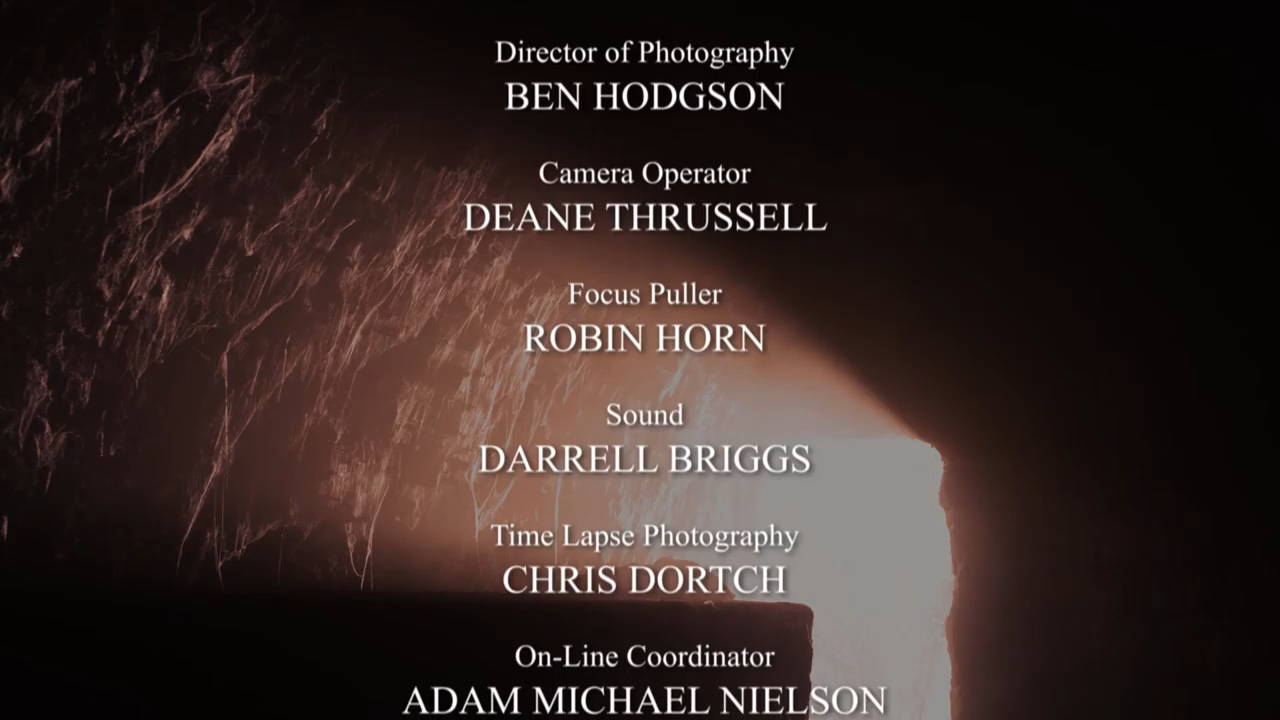 Director of Photography
BEN HODGSON
Camera Operator
DEANE THRUSSELL
Focus Puller
ROBIN HORN
Sound
DARRELL BRIGGS
Time Lapse Photography
CHRIS DORTCH
On-Line Coordinator
ADAM MICHAEL NIELSON